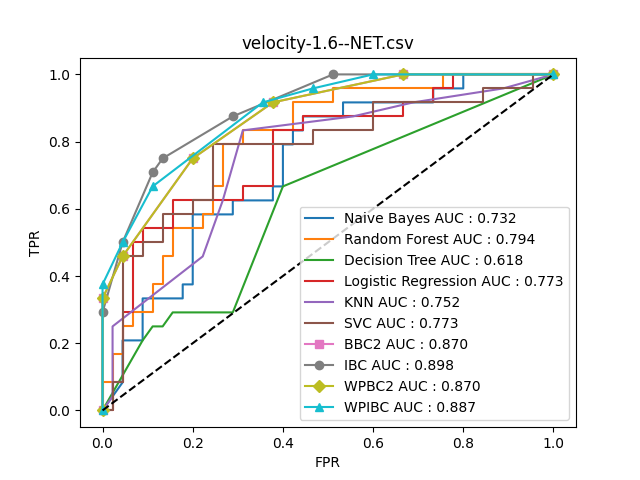 velocity-1.6--NET.csv
TPR
1.0
0.8
0.6
0.4
0.2
0.0
Naive Bayes AUC : 0.732
Random Forest AUC : 0.794
Decision Tree AUC : 0.618
Logistic Regression AUC : 0.773
KNN AUC : 0.752
SVC AUC : 0.773
BBC2 AUC : 0.870
IBC AUC : 0.898
WPBC2 AUC : 0.870
WPIBC AUC : 0.887
0.0 0.2 0.4 0.6 0.8 1.0
FPR